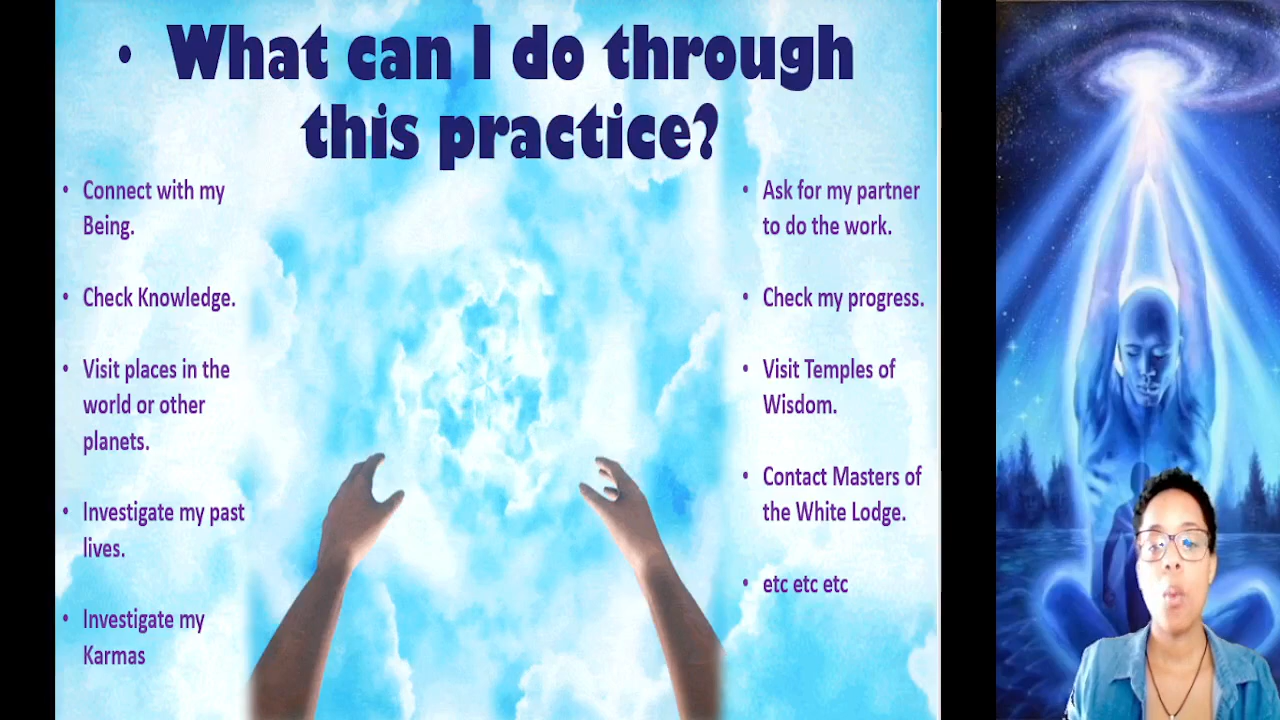 • What can I do through
this practice?
• Connect with my
Being.
• Check Knowledge.
• Visit places in the
world or other
planets.
• Investigate my past
lives.
• Investigate my
Karmas
• Ask for my partner
to do the work.
• Check my progress.
• Visit Temples of
Wisdom.
• Contact Masters of
the White Lodge.
• etc etc etc